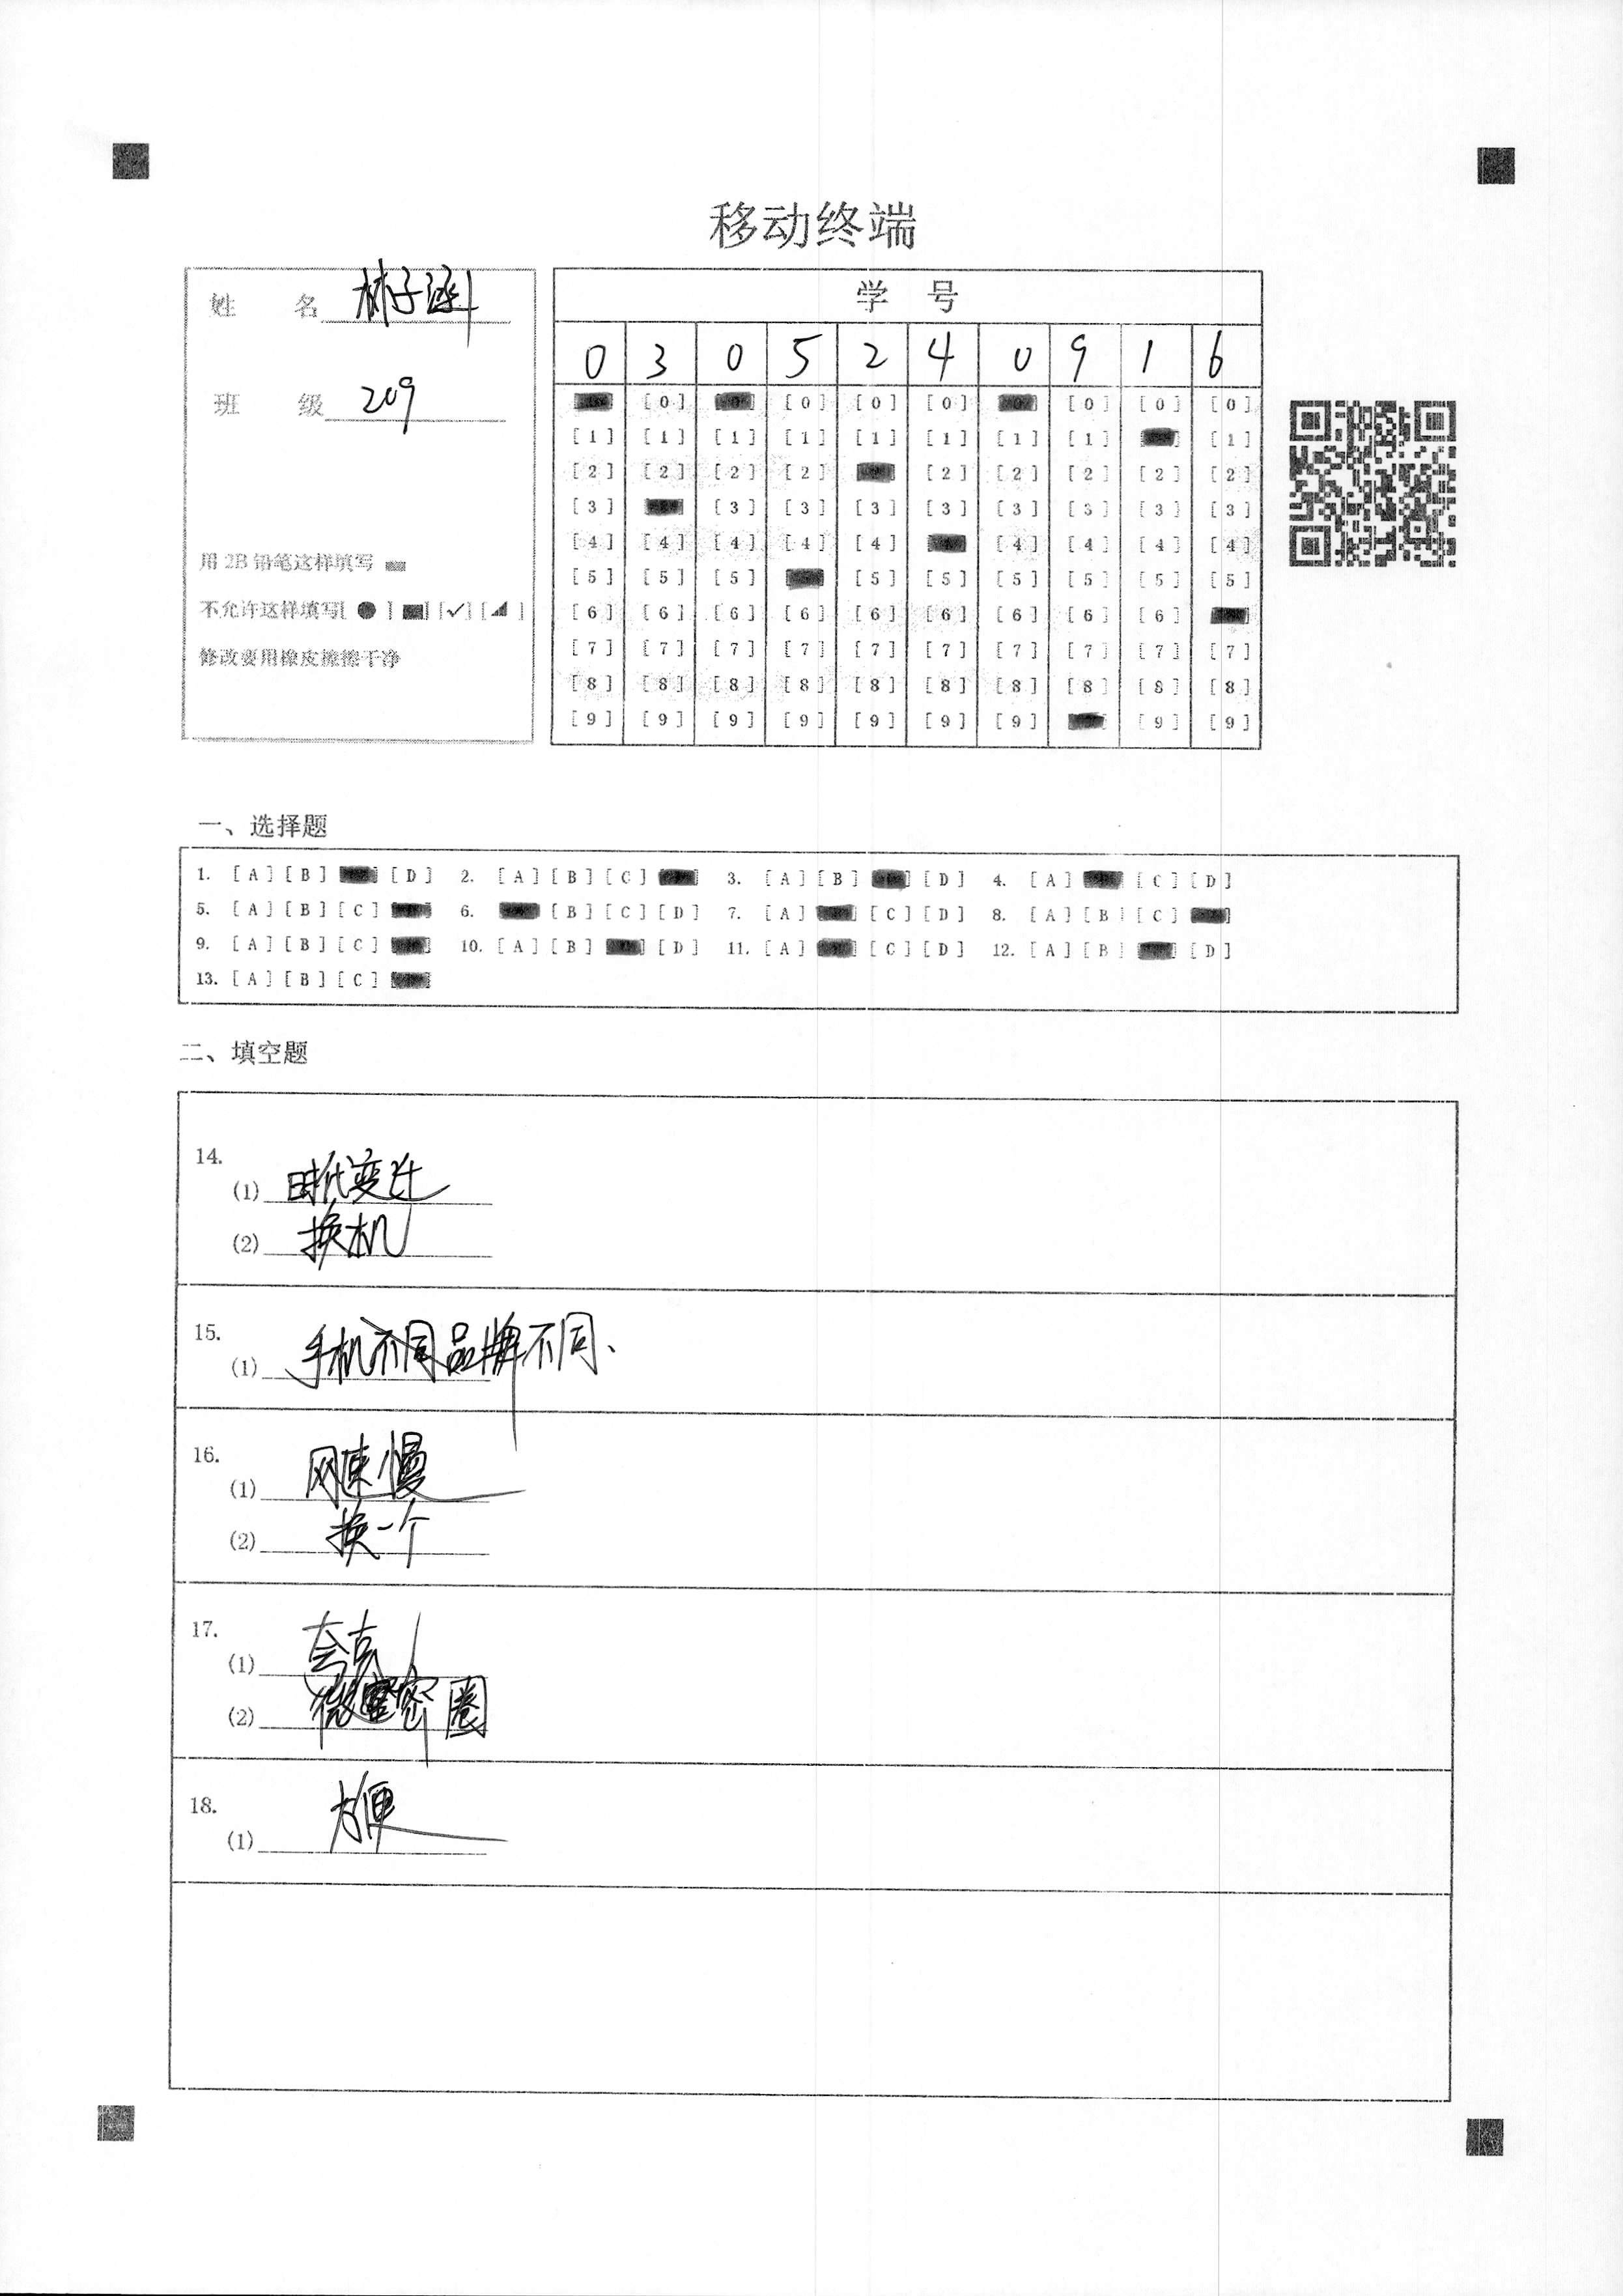 移动终端
姓 名 林子涵
班 级 209
用 2B 铅笔这样填写
不允许这样填写[ ● ] [■] [✓] [◢ ]
修改要用橡皮擦擦干净
学 号
0 3 0 5 2 4 0 9 1 6
[0] [0] [0] [0] [0] [0] [0]
[1] [1] [1] [1] [1] [1] [1] [1] [1]
[2] [2] [2] [2] [2] [2] [2] [2] [2]
[3] [3] [3] [3] [3] [3] [3] [3] [3]
[4] [4] [4] [4] [4] [4] [4] [4] [4]
[5] [5] [5] [5] [5] [5] [5] [5] [5]
[6] [6] [6] [6] [6] [6] [6] [6] [6]
[7] [7] [7] [7] [7] [7] [7] [7] [7] [7]
[8] [8] [8] [8] [8] [8] [8] [8] [8] [8]
[9] [9] [9] [9] [9] [9] [9] [9] [9]
一、选择题
1. [A] [B] [D] 2. [A] [B] [C] 3. [A] [B] [D] 4. [A] [C] [D]
5. [A] [B] [C] 6. [B] [C] [D] 7. [A] [C] [D] 8. [A] [B] [C]
9. [A] [B] [C] 10. [A] [B] [D] 11. [A] [C] [D] 12. [A] [B] [D]
13. [A] [B] [C]
二、填空题
14.
(1) 时代变迁
(2) 换机
15.
(1) 手机品牌不同、
16.
(1) 网速慢
(2) 换一个
17.
(1) 夸克
(2) 微密圈
18.
(1) 方便